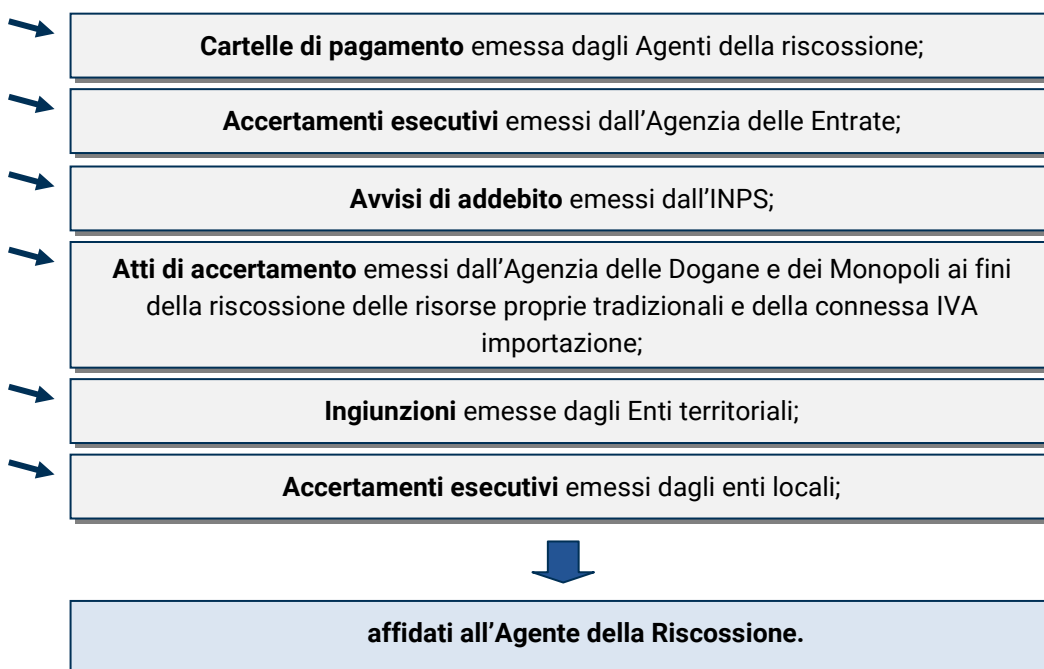 Cartelle di pagamento emessa dagli Agenti della riscossione;
Accertamenti esecutivi emessi dall'Agenzia delle Entrate;
Avvisi di addebito emessi dall'INPS;
Atti di accertamento emessi dall'Agenzia delle Dogane e dei Monopoli ai fini
della riscossione delle risorse proprie tradizionali e della connessa IVA
importazione;
Ingiunzioni emesse dagli Enti territoriali;
Accertamenti esecutivi emessi dagli enti locali;
affidati all'Agente della Riscossione.